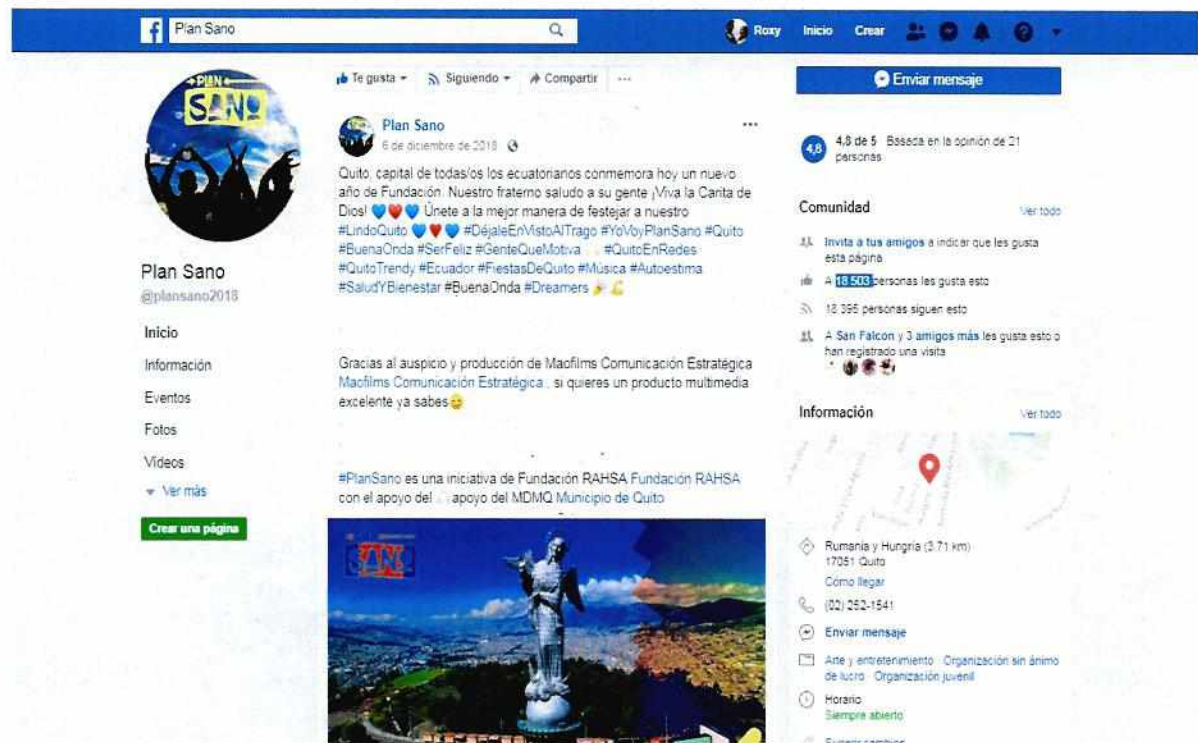 Plan Sano
Roxy
Inicio
Crear
PLAN
SANO
Plan Sano
@plansano2018
Inicio
Información
Eventos
Fotos
Videos
Ver más
Crear una página
Te gusta
Siguiendo
Compartir
Plan Sano
6 de diciembre de 2018
Quito, capital de todas/os los ecuatorianos conmemora hoy un nuevo
año de Fundación. Nuestro fraterno saludo a su gente ¡Viva la Carita de
Dios! 💙❤️💙 Únete a la mejor manera de festejar a nuestro
#LindoQuito 💙❤️💙 #DéjaleEnVistoAlTrago #YoVoyPlanSano #Quito
#BuenaOnda #SerFeliz #GenteQueMotiva #QuitoEnRedes
#QuitoTrendy #Ecuador #FiestasDeQuito #Música #Autoestima
#SaludYBienestar #BuenaOnda #Dreamers 🎉💪
Gracias al auspicio y producción de Maofilms Comunicación Estratégica
Maofilms Comunicación Estratégica , si quieres un producto multimedia
excelente ya sabes
#PlanSano es una iniciativa de Fundación RAHSA Fundación RAHSA
con el apoyo del apoyo del MDMQ Municipio de Quito
SANO
Enviar mensaje
4,8
4,8 de 5 Basada en la opinión de 21
personas
Comunidad
Ver todo
Invita a tus amigos a indicar que les gusta
esta página
A 18.503 personas les gusta esto
18.395 personas siguen esto
A San Falcon y 3 amigos más les gusta esto o
han registrado una visita
Información
Ver todo
Rumania y Hungría (3.71 km)
17051 Quito
Cómo llegar
(02) 252-1541
Enviar mensaje
Arte y entretenimiento · Organización sin ánimo
de lucro · Organización juvenil
Horario
Siempre abierto
Sugerir cambios